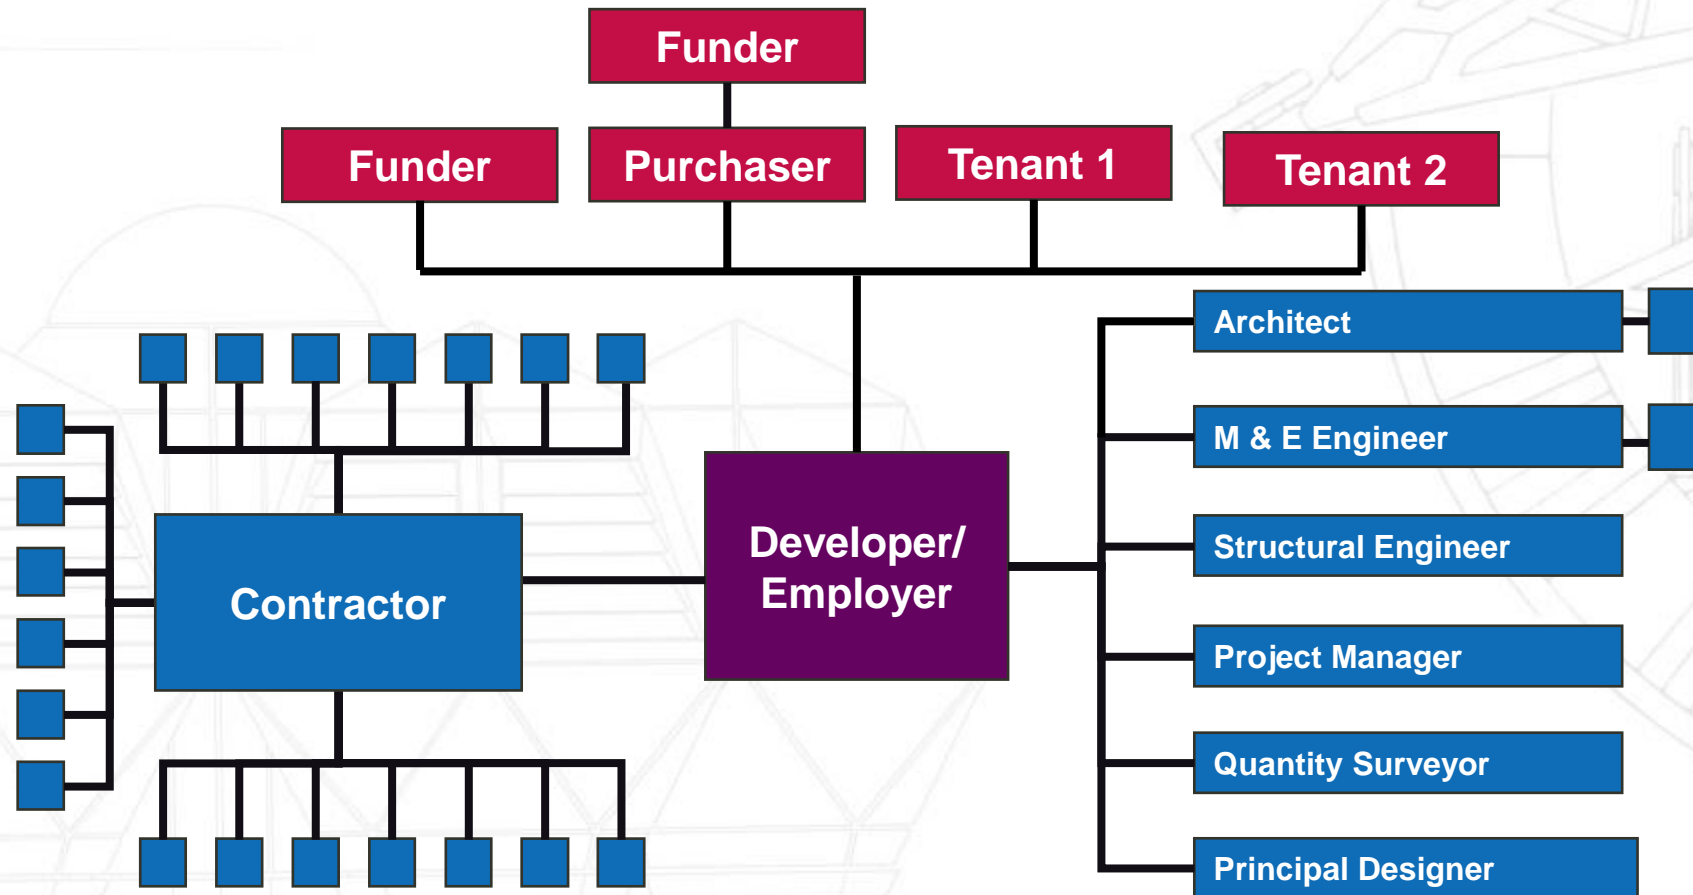 Funder
Funder
Purchaser
Tenant 1
Tenant 2
Architect
M & E Engineer
Developer/
Employer
Structural Engineer
Contractor
Project Manager
Quantity Surveyor
Principal Designer